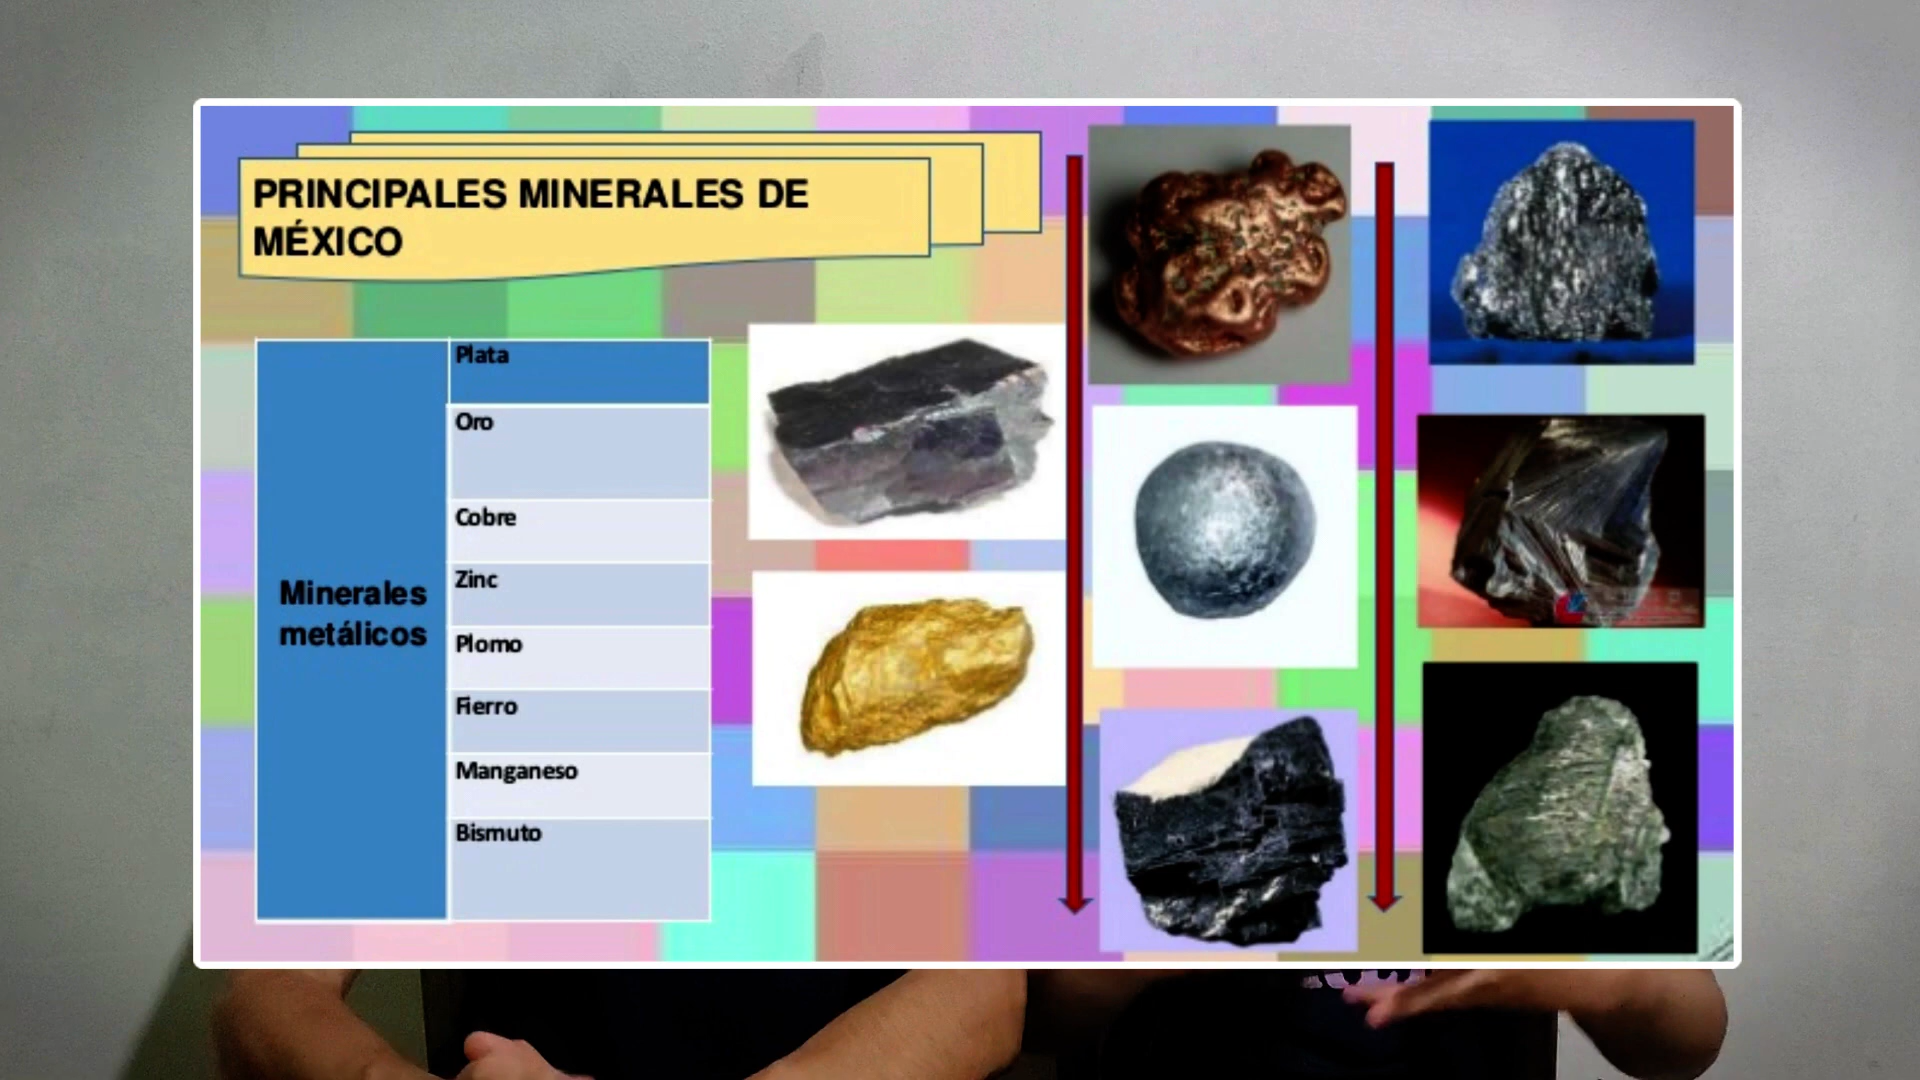 PRINCIPALES MINERALES DE
MÉXICO
Minerales
metálicos
Plata
Oro
Cobre
Zinc
Plomo
Fierro
Manganeso
Bismuto